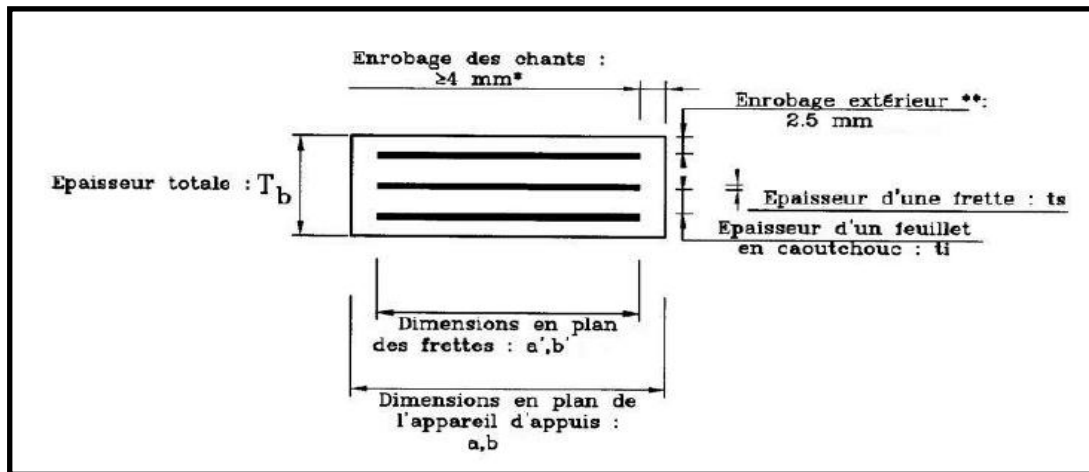 Enrobage des chants :
≥4 mm*
Enrobage extérieur **:
2.5 mm
Epaisseur totale : Tb
Epaisseur d'une frette : ts
Epaisseur d'un feuillet
en caoutchouc : ti
Dimensions en plan
des frettes : a',b'
Dimensions en plan de
l'appareil d'appuis :
a,b